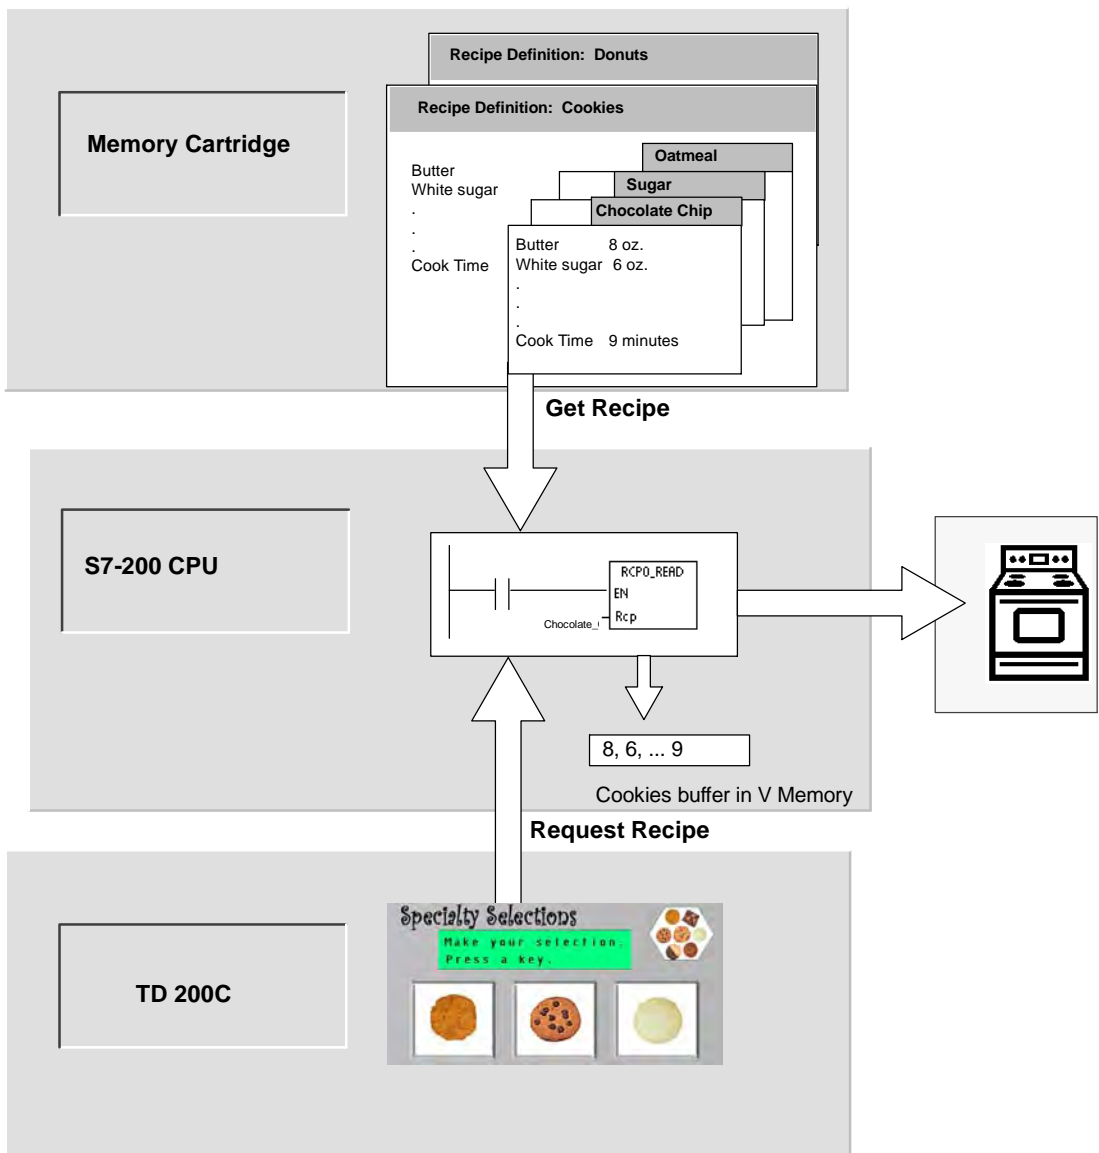 Recipe Definition: Donuts
Recipe Definition: Cookies
Memory Cartridge
Oatmeal
Sugar
Chocolate Chip
Butter
White sugar
.
.
.
Cook Time
Butter 8 oz.
White sugar 6 oz.
.
.
.
Cook Time 9 minutes
Get Recipe
S7-200 CPU
RCP0_READ
EN
Chocolate_ Rcp
8, 6, ... 9
Cookies buffer in V Memory
Request Recipe
Specialty Selections
Make your selection.
Press a key.
TD 200C